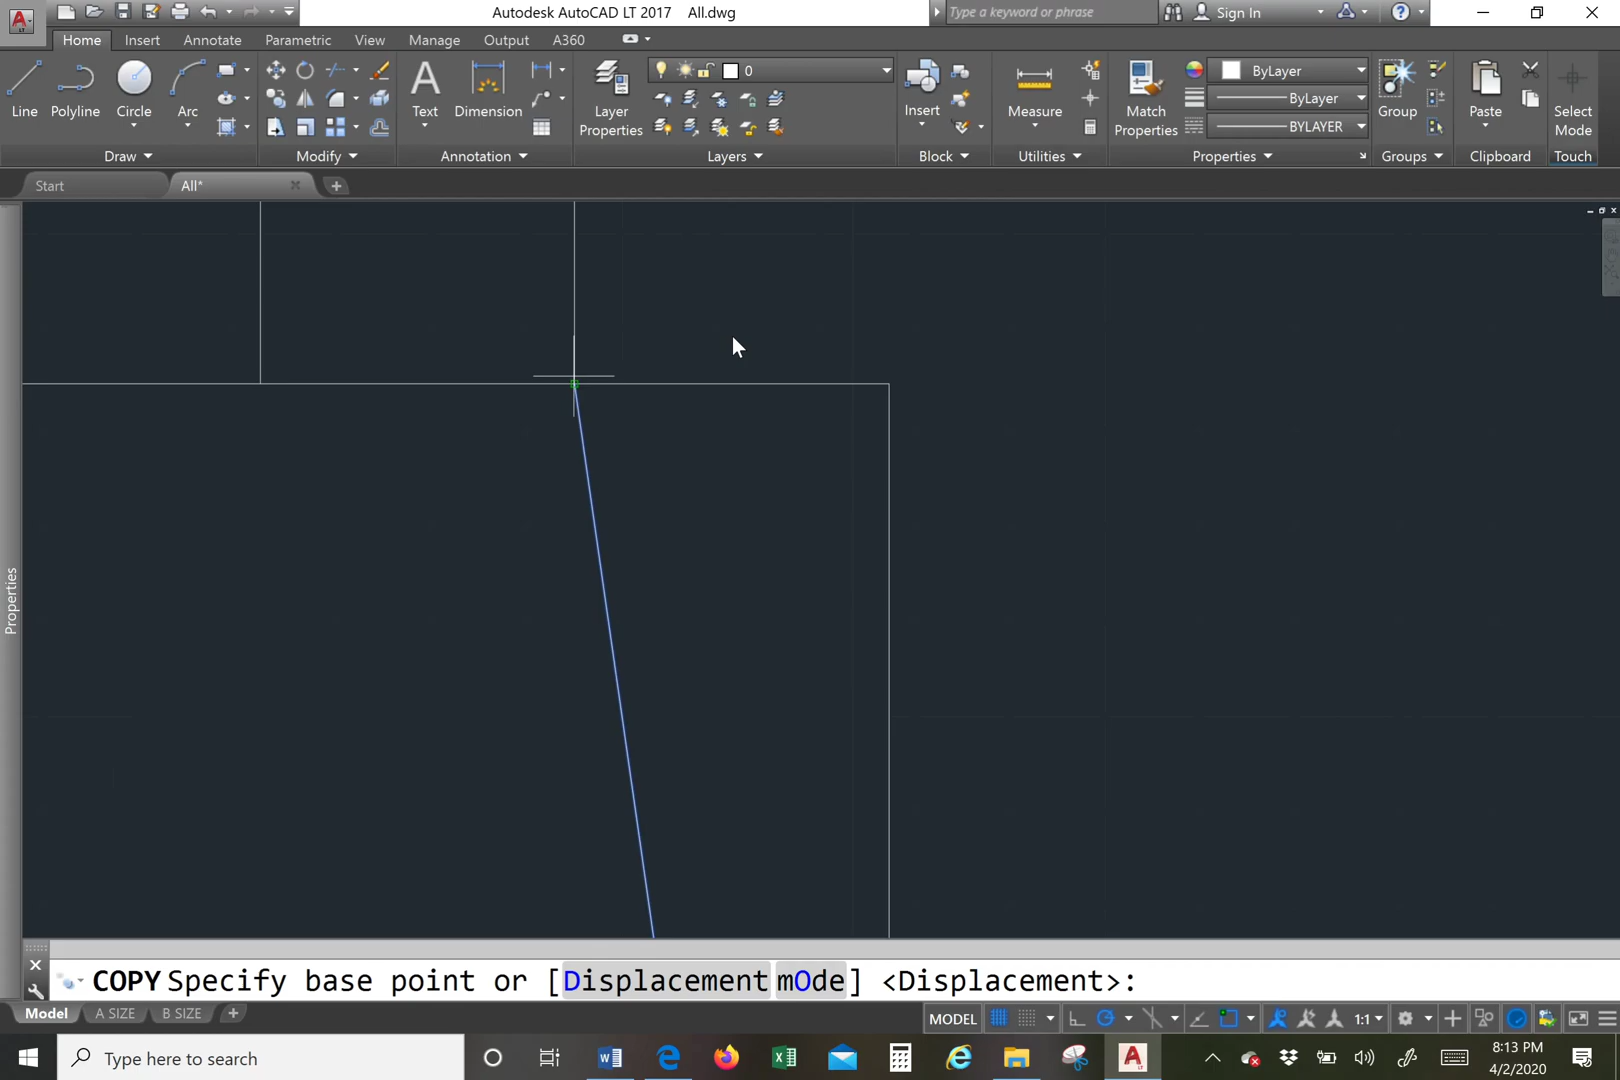 Autodesk AutoCAD LT 2017 All.dwg
Type a keyword or phrase
Sign In
Home Insert Annotate Parametric View Manage Output A360
0
ByLayer
ByLayer
BYLAYER
Line Polyline Circle Arc
Text Dimension
Layer
Properties
Insert
Measure
Match
Properties
Group
Paste
Select
Mode
Draw Modify Annotation Layers Block Utilities Properties Groups Clipboard Touch
Start All*
Properties
COPY Specify base point or [Displacement mOde] <Displacement>:
Model A SIZE B SIZE
MODEL 1:1
Type here to search
8:13 PM
4/2/2020